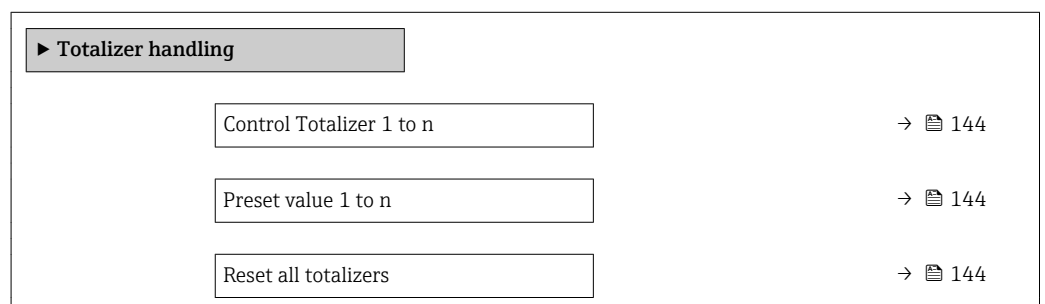 ▶ Totalizer handling
Control Totalizer 1 to n → 144
Preset value 1 to n → 144
Reset all totalizers → 144